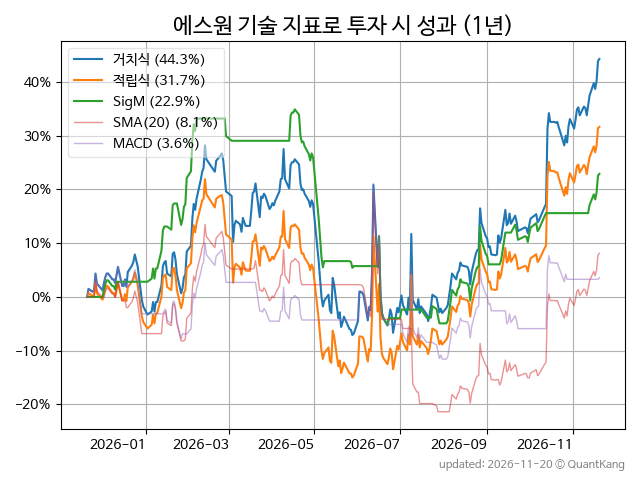 에스원 기술 지표로 투자 시 성과 (1년)
거치식 (44.3%)
적립식 (31.7%)
SigM (22.9%)
SMA(20) (8.1%)
MACD (3.6%)
40%
30%
20%
10%
0%
−10%
−20%
2026-01 2026-03 2026-05 2026-07 2026-09 2026-11
updated: 2026-11-20 © QuantKang